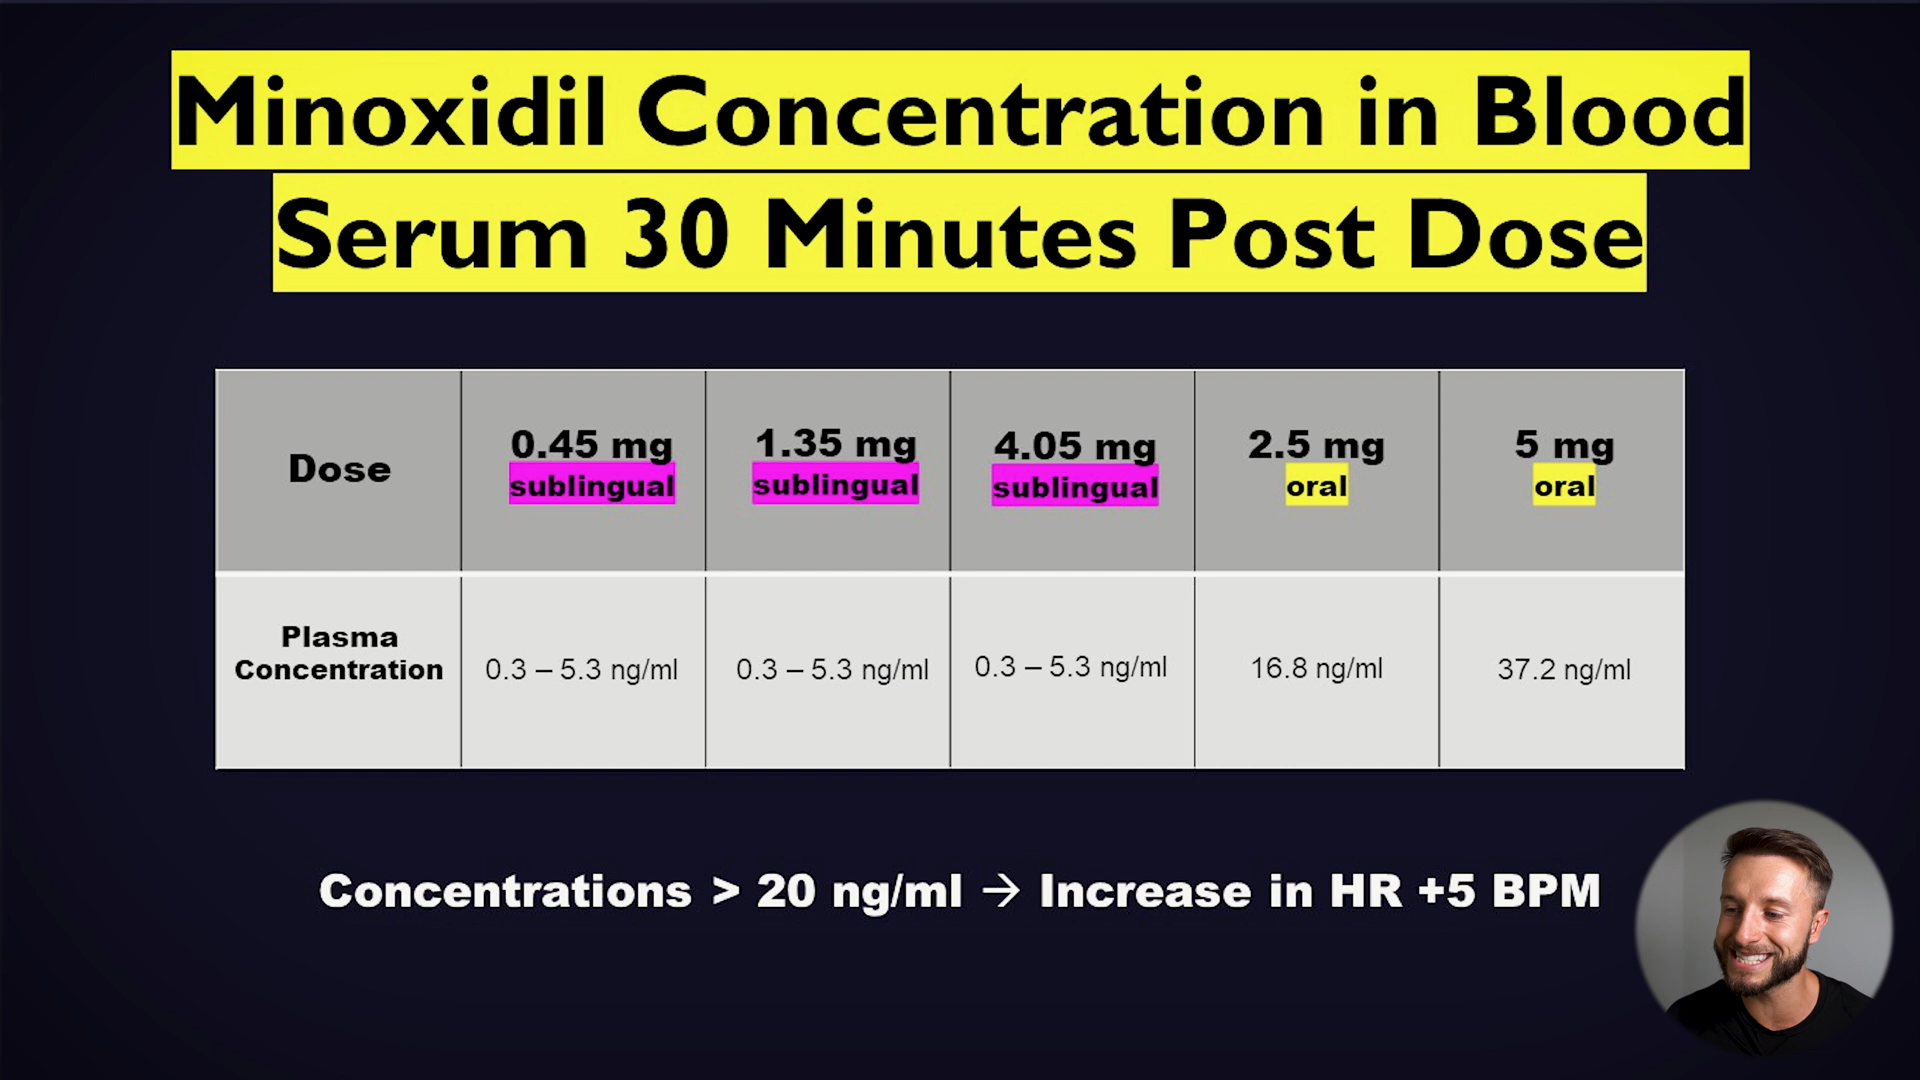 Minoxidil Concentration in Blood
Serum 30 Minutes Post Dose
Dose
0.45 mg
sublingual
1.35 mg
sublingual
4.05 mg
sublingual
2.5 mg
oral
5 mg
oral
Plasma
Concentration
0.3 – 5.3 ng/ml
0.3 – 5.3 ng/ml
0.3 – 5.3 ng/ml
16.8 ng/ml
37.2 ng/ml
Concentrations > 20 ng/ml → Increase in HR +5 BPM